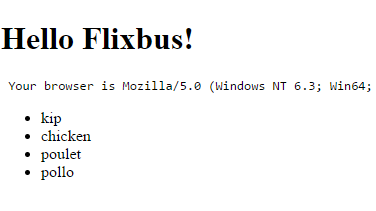 Hello Flixbus!
Your browser is Mozilla/5.0 (Windows NT 6.3; Win64;
kip
chicken
poulet
pollo